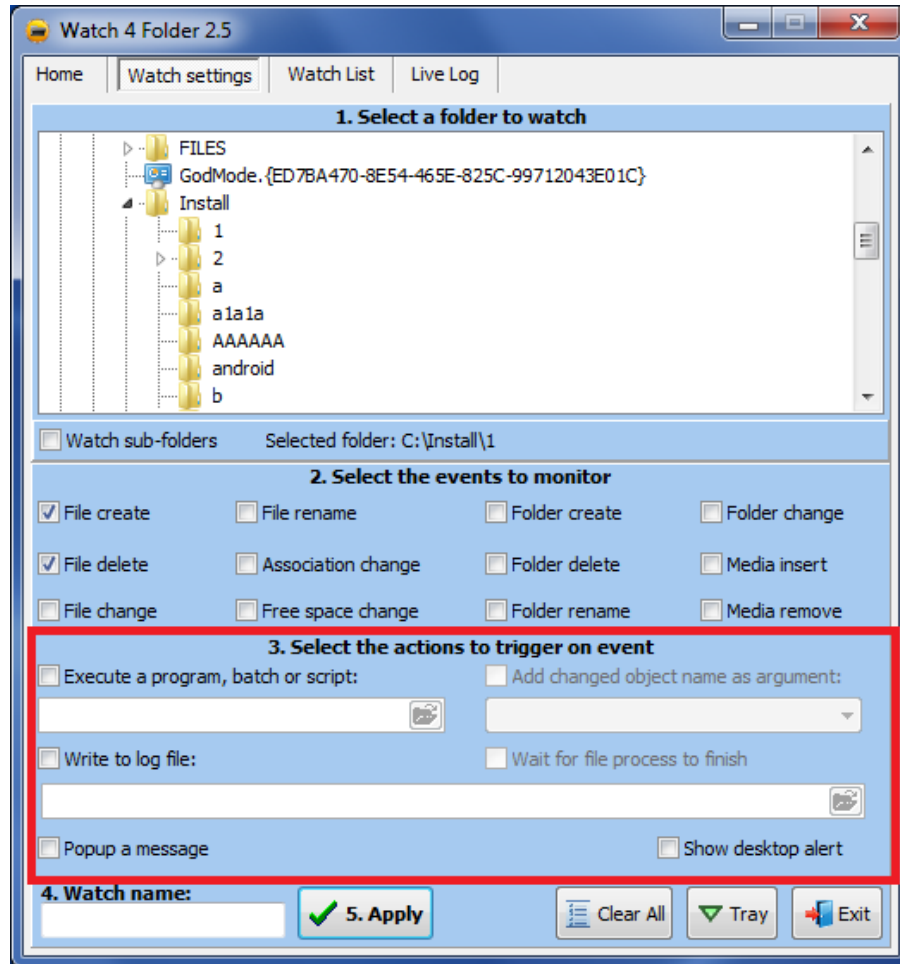 Watch 4 Folder 2.5
Home Watch settings Watch List Live Log
1. Select a folder to watch
FILES
GodMode.{ED7BA470-8E54-465E-825C-99712043E01C}
Install
1
2
a
a1a1a
AAAAAA
android
b
Watch sub-folders Selected folder: C:\Install\1
2. Select the events to monitor
File create File rename Folder create Folder change
File delete Association change Folder delete Media insert
File change Free space change Folder rename Media remove
3. Select the actions to trigger on event
Execute a program, batch or script: Add changed object name as argument:
Write to log file: Wait for file process to finish
Popup a message Show desktop alert
4. Watch name:
5. Apply Clear All Tray Exit